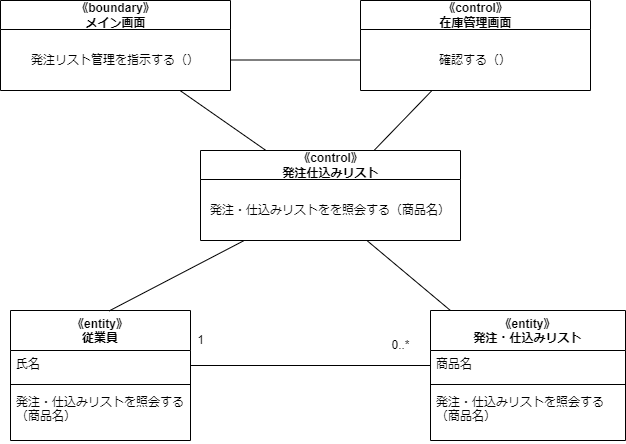 《boundary》
メイン画面
発注リスト管理を指示する（）
《control》
在庫管理画面
確認する（）
《control》
発注仕込みリスト
発注・仕込みリストをを照会する（商品名）
《entity》
従業員
氏名
発注・仕込みリストを照会する
（商品名）
1
0..*
《entity》
発注・仕込みリスト
商品名
発注・仕込みリストを照会する
（商品名）